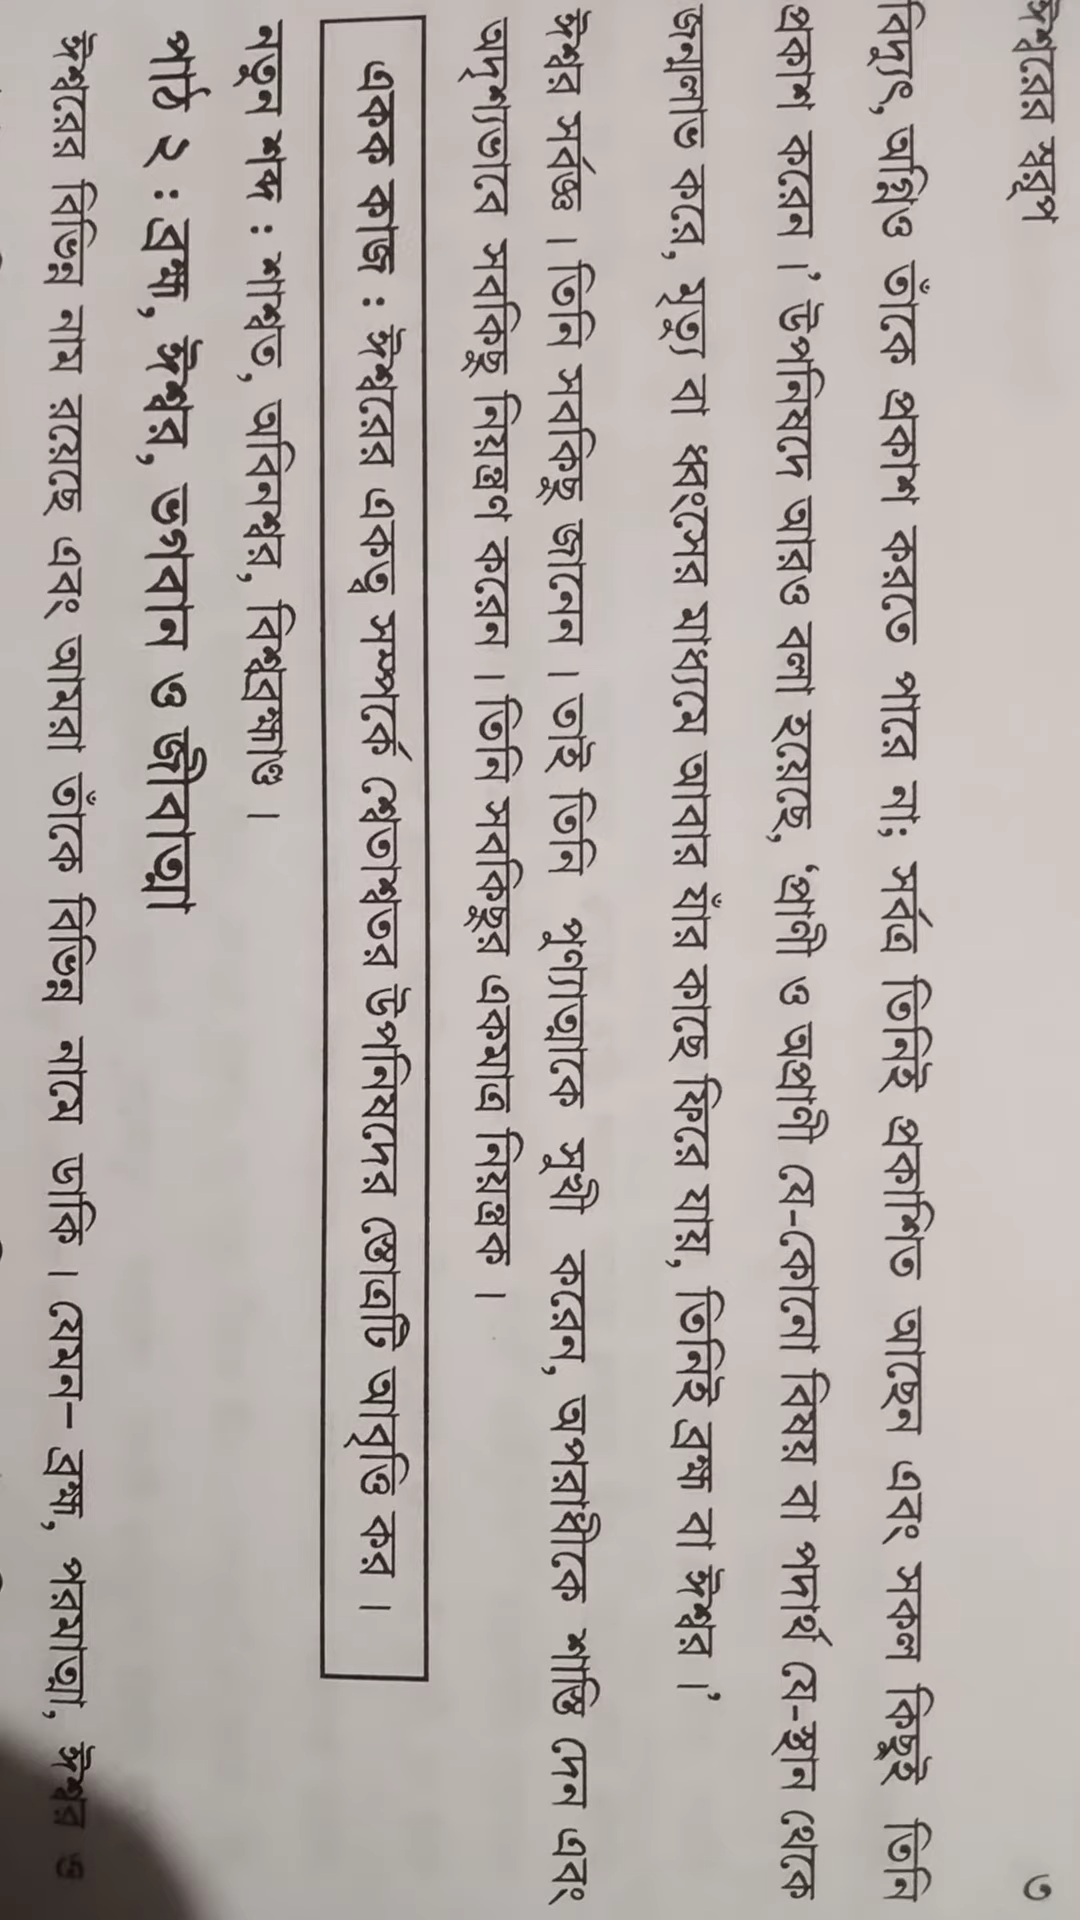 ঈশ্বরের স্বরূপ ৩
বিদ্যুৎ, অগ্নিও তাঁকে প্রকাশ করতে পারে না; সর্বত্র তিনিই প্রকাশিত আছেন এবং সকল কিছুই তিনি
প্রকাশ করেন।’ উপনিষদে আরও বলা হয়েছে, ‘প্রাণী ও অপ্রাণী যে-কোনো বিষয় বা পদার্থ যে-স্থান থেকে
জন্মলাভ করে, মৃত্যু বা ধ্বংসের মাধ্যমে আবার যাঁর কাছে ফিরে যায়, তিনিই ব্রহ্ম বা ঈশ্বর।’
ঈশ্বর সর্বজ্ঞ। তিনি সবকিছু জানেন। তাই তিনি পুণ্যাত্মাকে সুখী করেন, অপরাধীকে শাস্তি দেন এবং
অদৃশ্যভাবে সবকিছু নিয়ন্ত্রণ করেন। তিনি সবকিছুর একমাত্র নিয়ন্ত্রক।
একক কাজ : ঈশ্বরের একত্ব সম্পর্কে শ্বেতাশ্বতর উপনিষদের স্তোত্রটি আবৃত্তি কর।
নতুন শব্দ : শাশ্বত, অবিনশ্বর, বিশ্বব্রহ্মাণ্ড।
পাঠ ২ : ব্রহ্ম, ঈশ্বর, ভগবান ও জীবাত্মা
ঈশ্বরের বিভিন্ন নাম রয়েছে এবং আমরা তাঁকে বিভিন্ন নামে ডাকি। যেমন– ব্রহ্ম, পরমাত্মা, ঈশ্বর ও